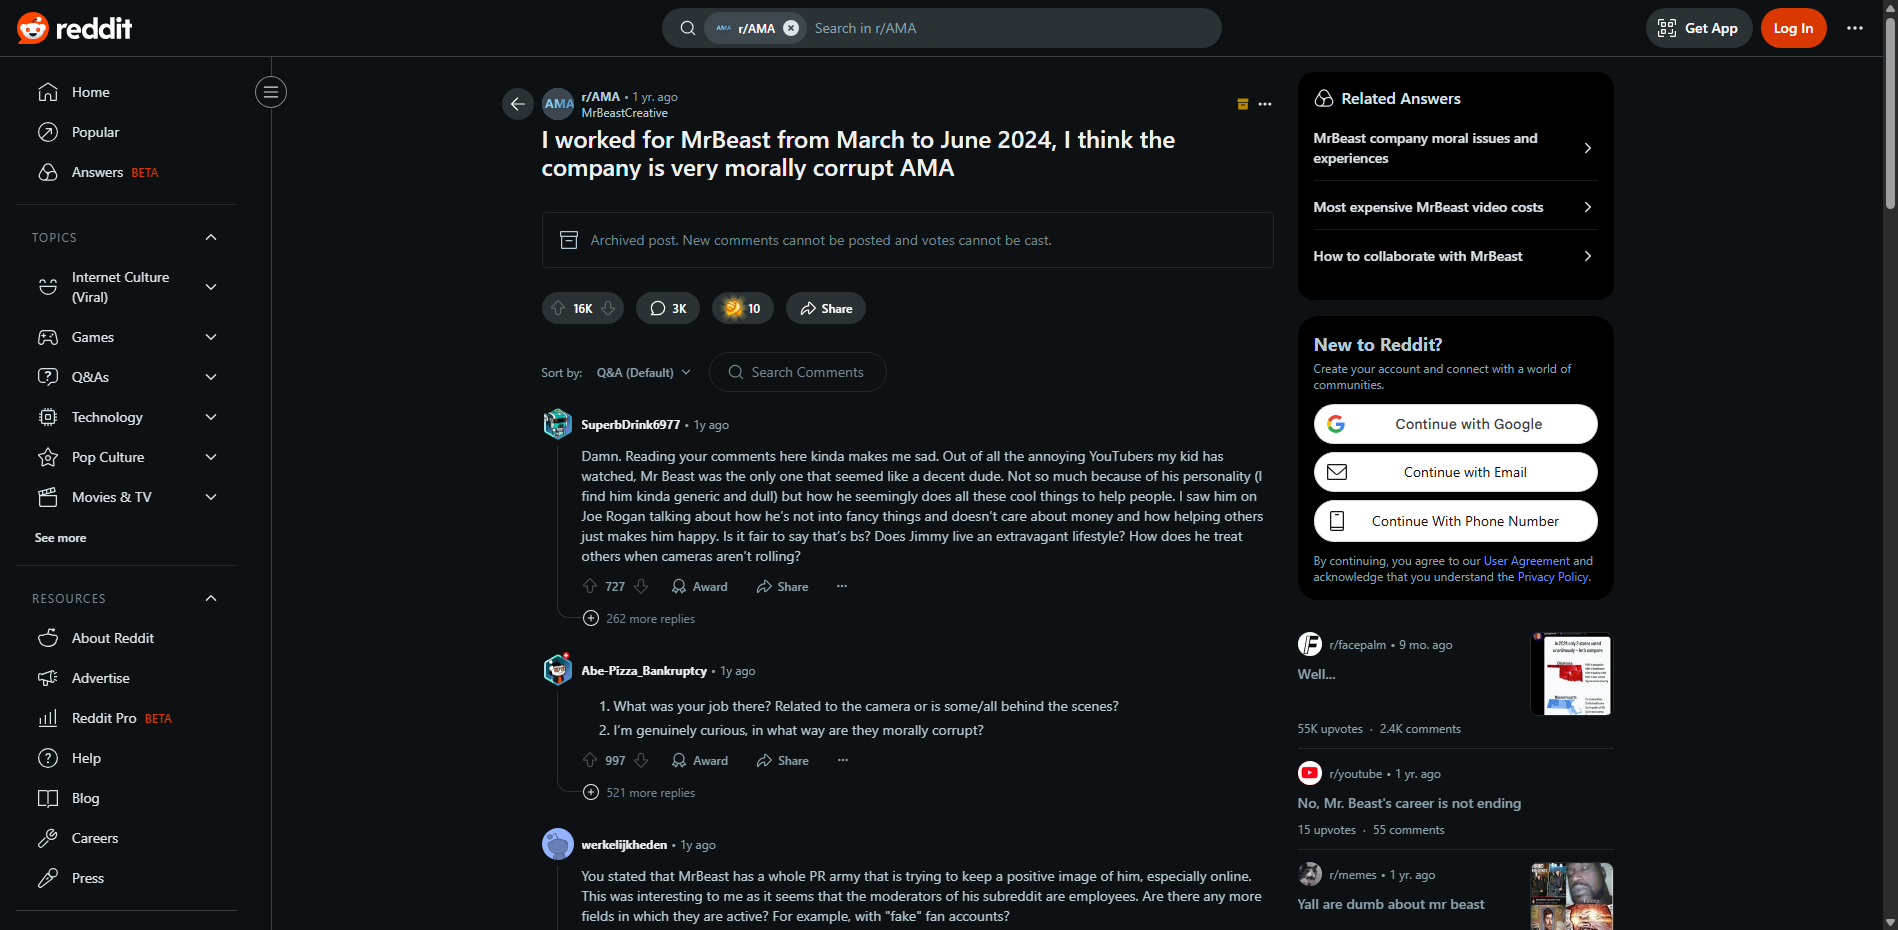 reddit
AMA r/AMA
Search in r/AMA
Get App
Log In
Home
Popular
Answers BETA
TOPICS
Internet Culture
(Viral)
Games
Q&As
Technology
Pop Culture
Movies & TV
See more
RESOURCES
About Reddit
Advertise
Reddit Pro BETA
Help
Blog
Careers
Press
AMA
r/AMA • 1 yr. ago
MrBeastCreative
I worked for MrBeast from March to June 2024, I think the
company is very morally corrupt AMA
Archived post. New comments cannot be posted and votes cannot be cast.
16K
3K
10
Share
Sort by: Q&A (Default)
Search Comments
SuperbDrink6977 • 1y ago
Damn. Reading your comments here kinda makes me sad. Out of all the annoying YouTubers my kid has
watched, Mr Beast was the only one that seemed like a decent dude. Not so much because of his personality (I
find him kinda generic and dull) but how he seemingly does all these cool things to help people. I saw him on
Joe Rogan talking about how he’s not into fancy things and doesn’t care about money and how helping others
just makes him happy. Is it fair to say that’s bs? Does Jimmy live an extravagant lifestyle? How does he treat
others when cameras aren’t rolling?
727 Award Share
262 more replies
Abe-Pizza_Bankruptcy • 1y ago
1. What was your job there? Related to the camera or is some/all behind the scenes?
2. I’m genuinely curious, in what way are they morally corrupt?
997 Award Share
521 more replies
werkelijkheden • 1y ago
You stated that MrBeast has a whole PR army that is trying to keep a positive image of him, especially online.
This was interesting to me as it seems that the moderators of his subreddit are employees. Are there any more
fields in which they are active? For example, with "fake" fan accounts?
Related Answers
MrBeast company moral issues and
experiences
Most expensive MrBeast video costs
How to collaborate with MrBeast
New to Reddit?
Create your account and connect with a world of
communities.
Continue with Google
Continue with Email
Continue With Phone Number
By continuing, you agree to our User Agreement and
acknowledge that you understand the Privacy Policy.
r/facepalm • 9 mo. ago
Well...
55K upvotes · 2.4K comments
r/youtube • 1 yr. ago
No, Mr. Beast's career is not ending
15 upvotes · 55 comments
r/memes • 1 yr. ago
Yall are dumb about mr beast